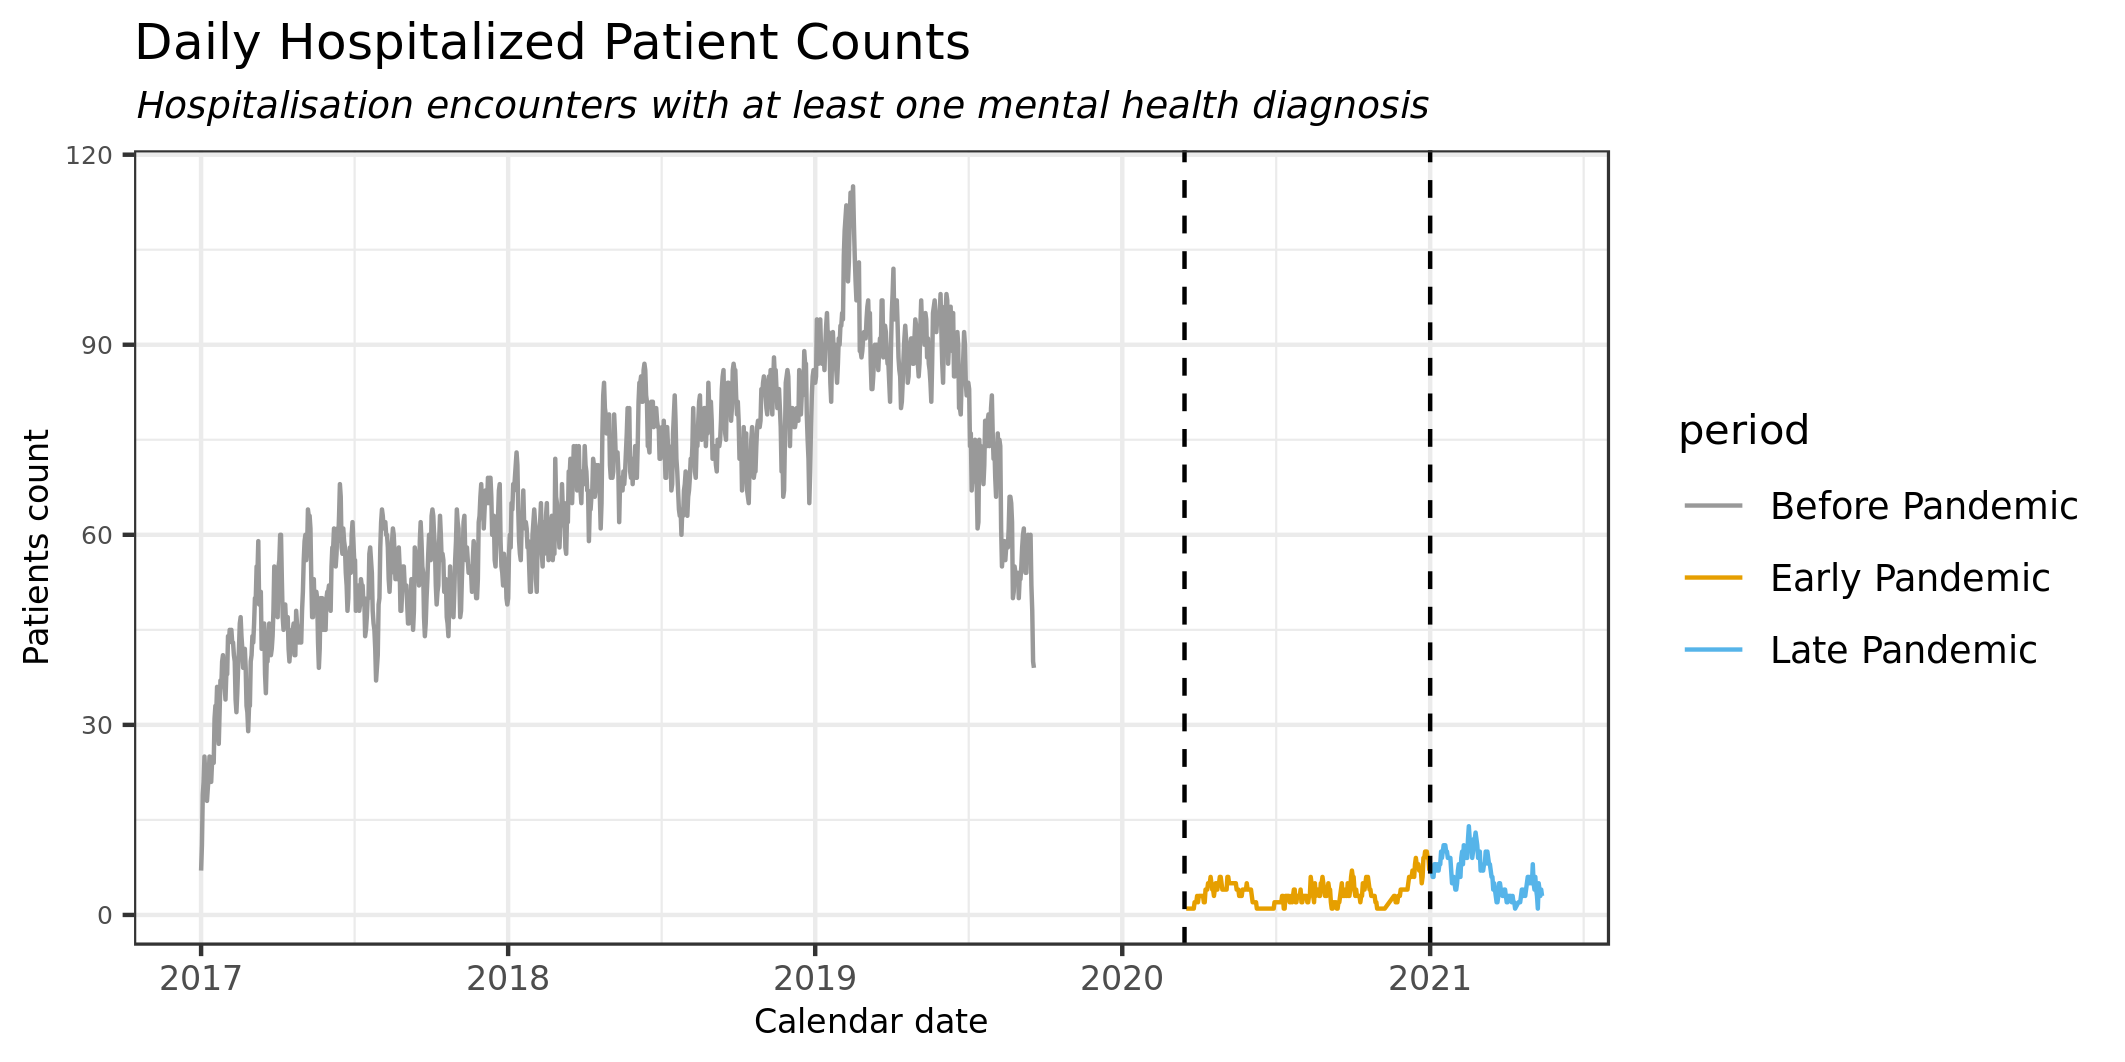 Daily Hospitalized Patient Counts
Hospitalisation encounters with at least one mental health diagnosis
120
90
60
30
0
Patients count
2017 2018 2019 2020 2021
Calendar date
period
Before Pandemic
Early Pandemic
Late Pandemic